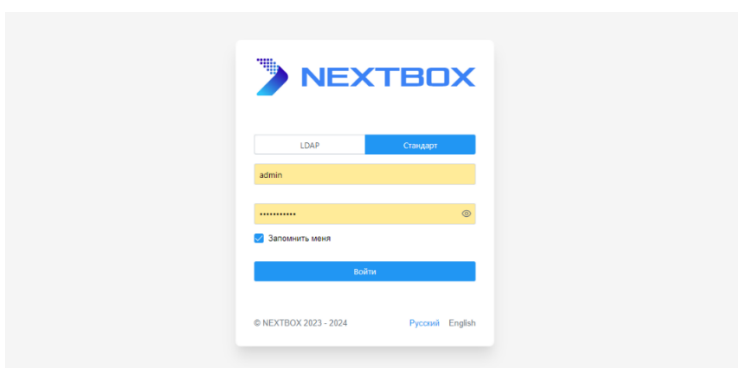 NEXTBOX
LDAP Стандарт
admin
•••••••••••
Запомнить меня
Войти
© NEXTBOX 2023 - 2024 Русский English